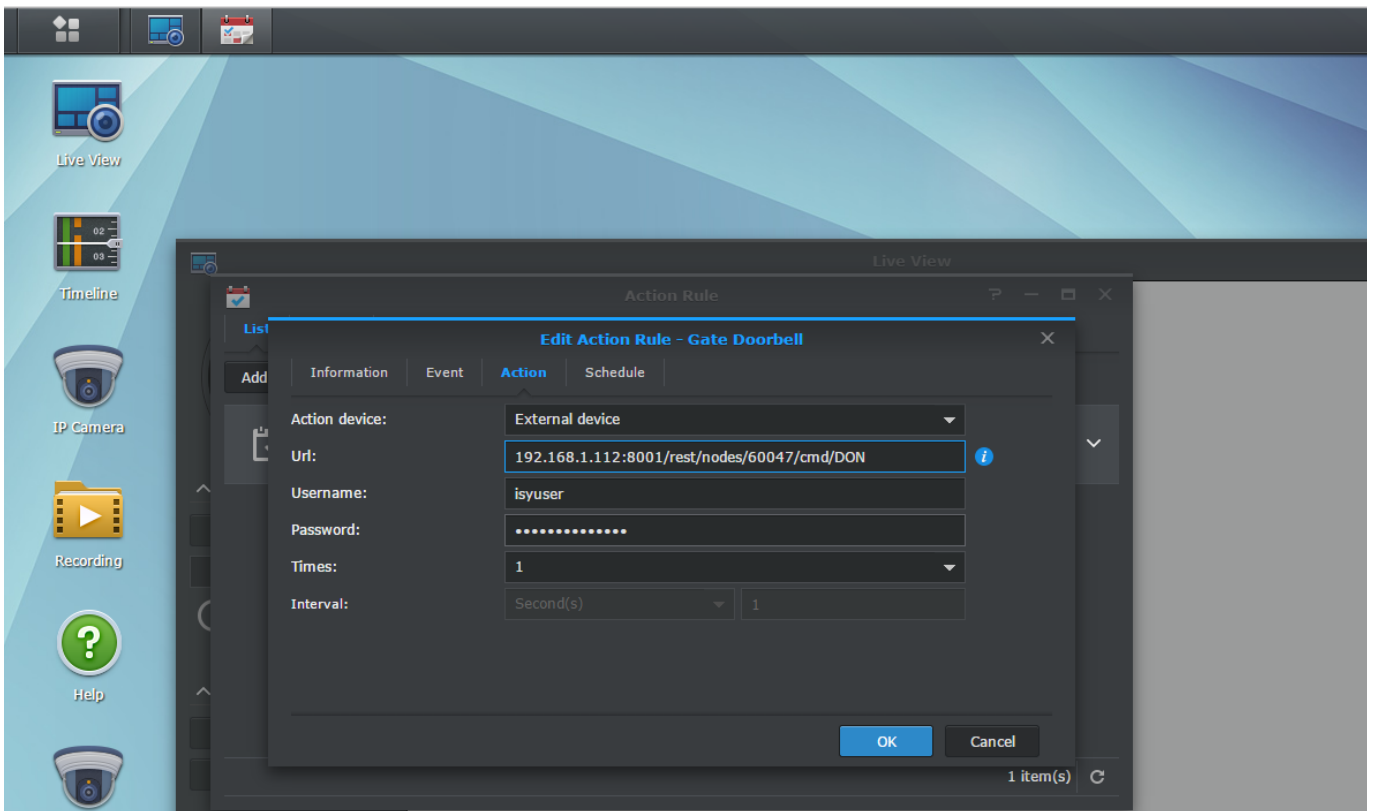 Live View
02
03
Timeline
IP Camera
Recording
Help
Live View
Action Rule
List
Add
Edit Action Rule - Gate Doorbell
Information Event Action Schedule
Action device: External device
Url: 192.168.1.112:8001/rest/nodes/60047/cmd/DON
Username: isyuser
Password: ••••••••••••••
Times: 1
Interval: Second(s) 1
OK Cancel
1 item(s)